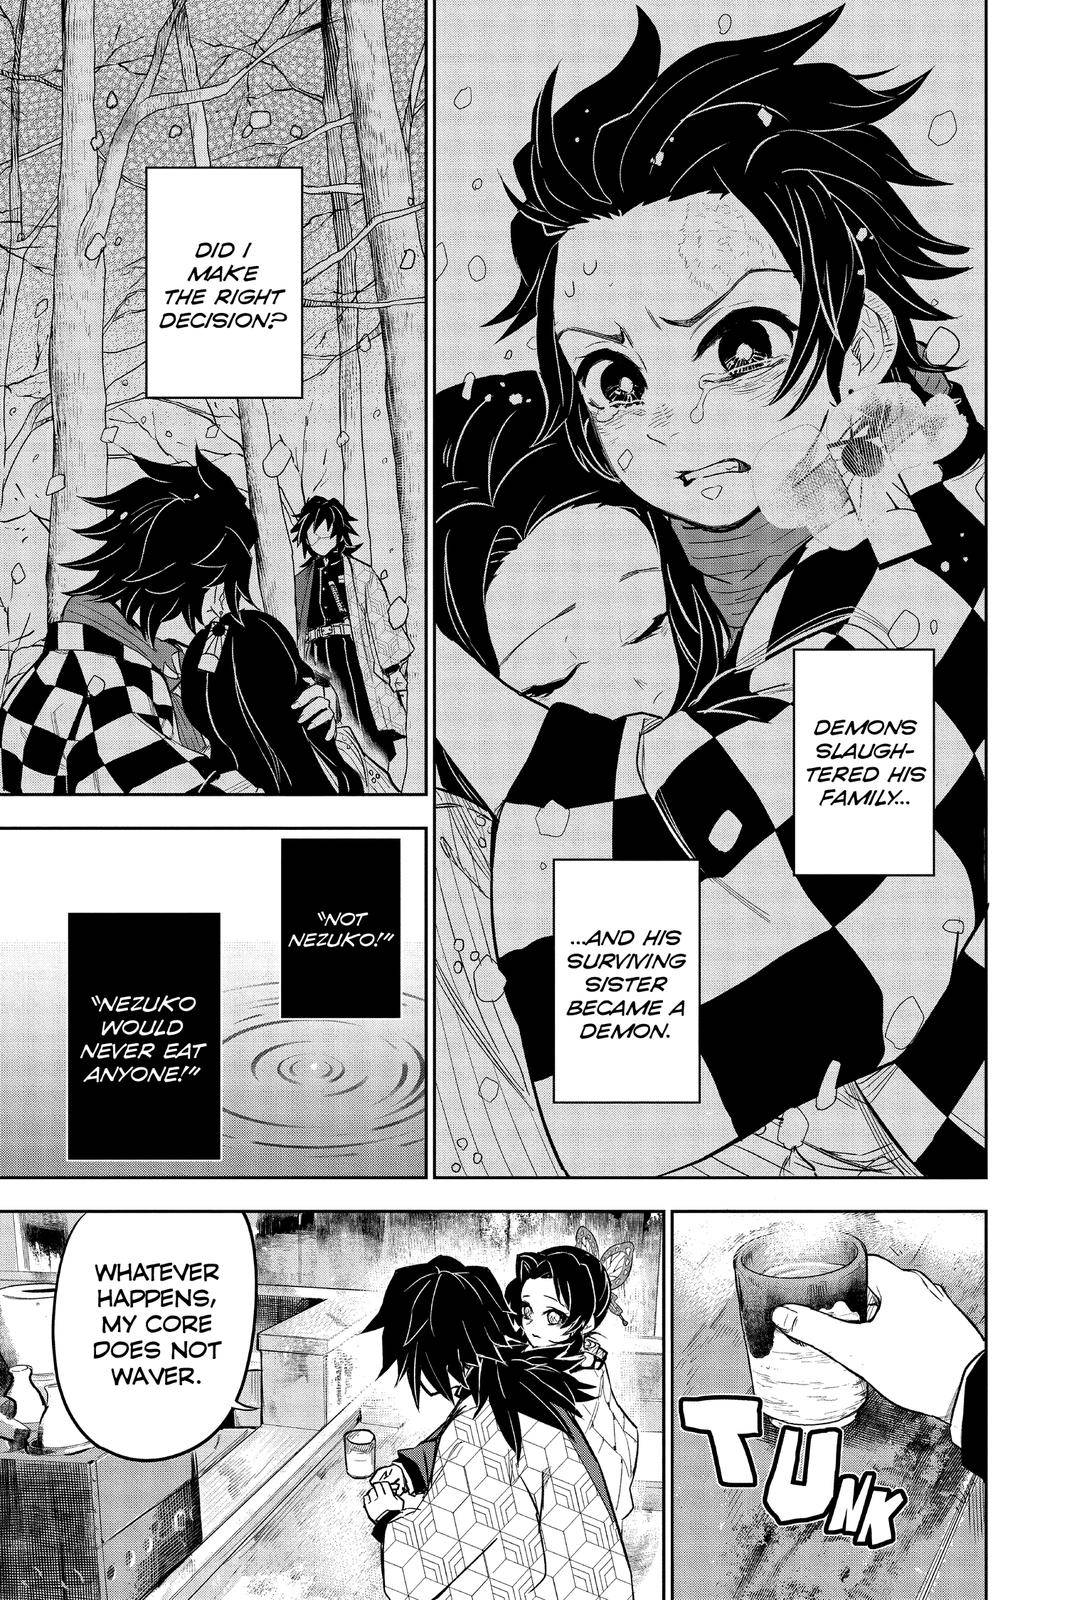 DEMONS
SLAUGH-
TERED HIS
FAMILY...
...AND HIS
SURVIVING
SISTER
BECAME A
DEMON.
DID I
MAKE
THE RIGHT
DECISION?
"NOT
NEZUKO!"
"NEZUKO
WOULD
NEVER EAT
ANYONE!"
TUNK
WHATEVER
HAPPENS,
MY CORE
DOES NOT
WAVER.